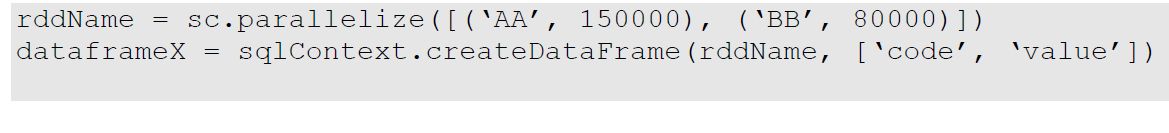 rddName = sc.parallelize([(‘AA’, 150000), (‘BB’, 80000)])
dataframeX = sqlContext.createDataFrame(rddName, [‘code’, ‘value’])